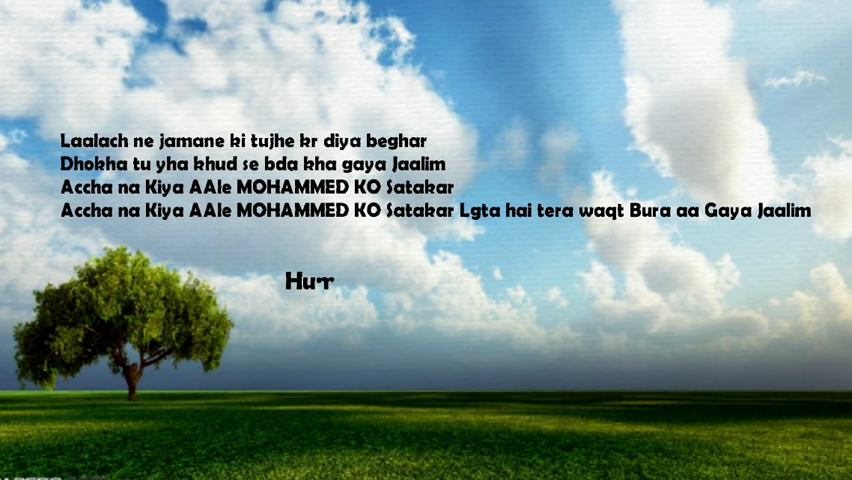 Laalach ne jamane ki tujhe kr diya beghar
Dhokha tu yha khud se bda kha gaya Jaalim
Accha na Kiya AAle MOHAMMED KO Satakar
Accha na Kiya AAle MOHAMMED KO Satakar Lgta hai tera waqt Bura aa Gaya Jaalim
Hurr